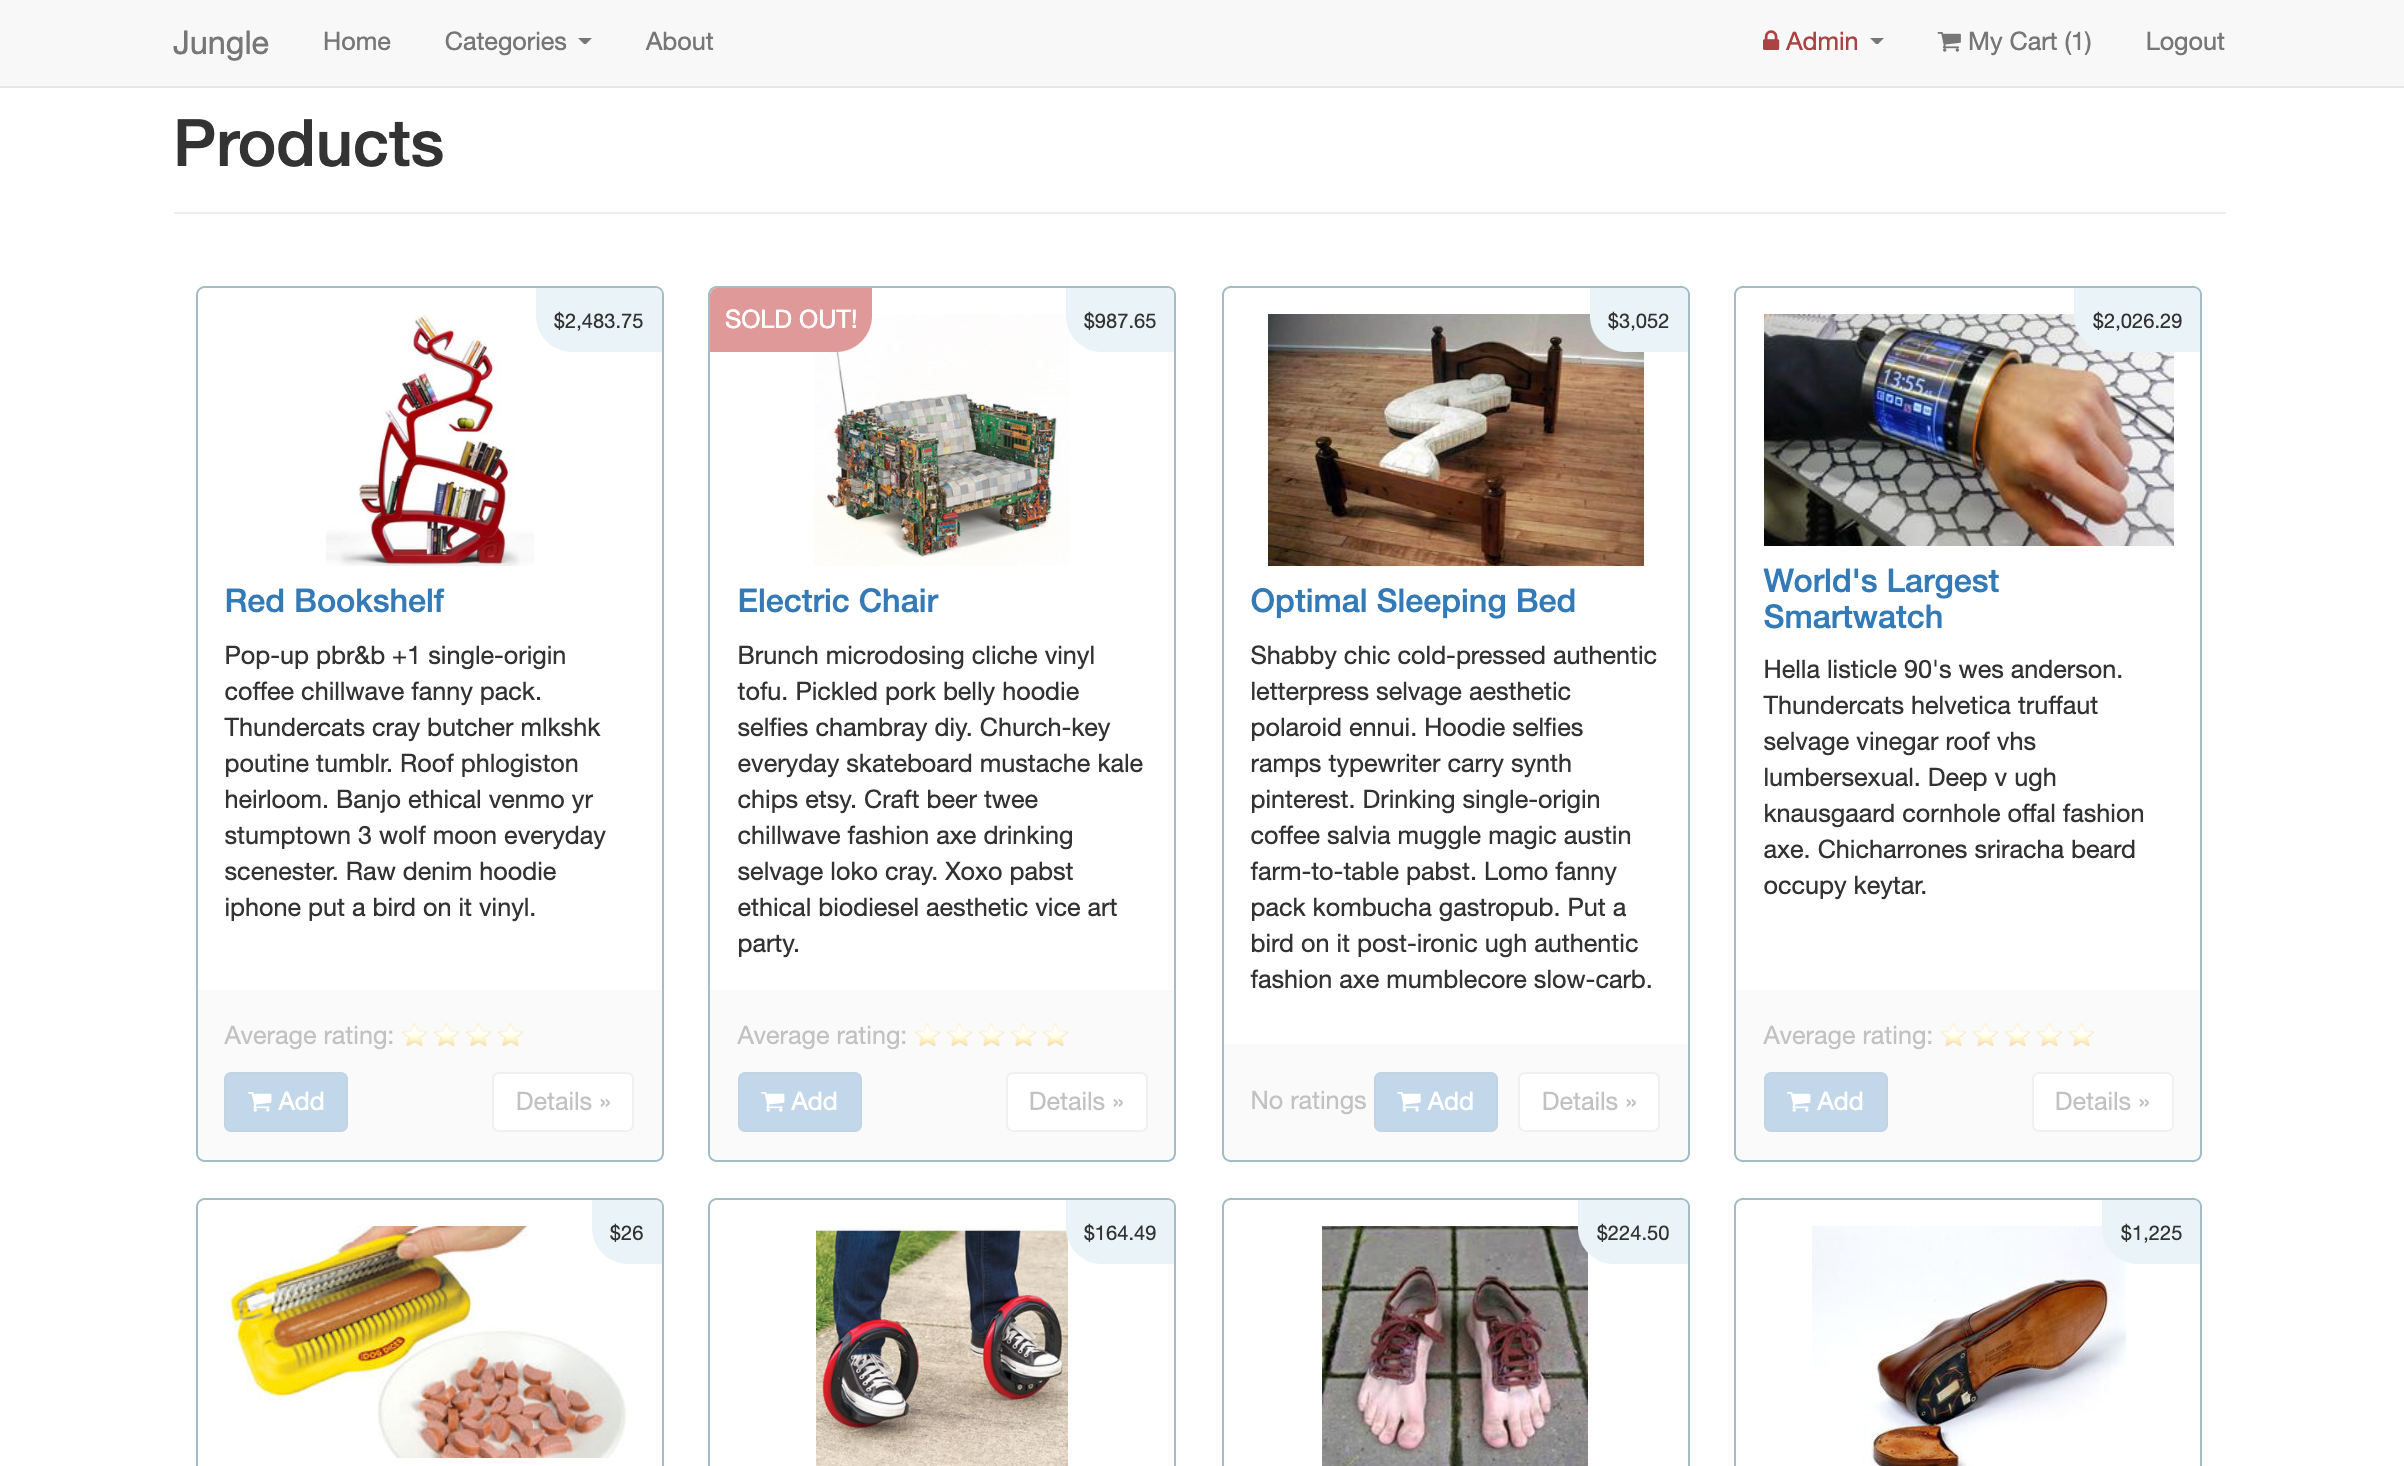 Jungle Home Categories About Admin My Cart (1) Logout
Products
$2,483.75
Red Bookshelf
Pop-up pbr&b +1 single-origin
coffee chillwave fanny pack.
Thundercats cray butcher mlkshk
poutine tumblr. Roof phlogiston
heirloom. Banjo ethical venmo yr
stumptown 3 wolf moon everyday
scenester. Raw denim hoodie
iphone put a bird on it vinyl.
Average rating:
Add Details »
SOLD OUT! $987.65
Electric Chair
Brunch microdosing cliche vinyl
tofu. Pickled pork belly hoodie
selfies chambray diy. Church-key
everyday skateboard mustache kale
chips etsy. Craft beer twee
chillwave fashion axe drinking
selvage loko cray. Xoxo pabst
ethical biodiesel aesthetic vice art
party.
Average rating:
Add Details »
$3,052
Optimal Sleeping Bed
Shabby chic cold-pressed authentic
letterpress selvage aesthetic
polaroid ennui. Hoodie selfies
ramps typewriter carry synth
pinterest. Drinking single-origin
coffee salvia muggle magic austin
farm-to-table pabst. Lomo fanny
pack kombucha gastropub. Put a
bird on it post-ironic ugh authentic
fashion axe mumblecore slow-carb.
No ratings Add Details »
$2,026.29
13:55
World's Largest
Smartwatch
Hella listicle 90's wes anderson.
Thundercats helvetica truffaut
selvage vinegar roof vhs
lumbersexual. Deep v ugh
knausgaard cornhole offal fashion
axe. Chicharrones sriracha beard
occupy keytar.
Average rating:
Add Details »
$26
DOG DICER
$164.49
$224.50
$1,225